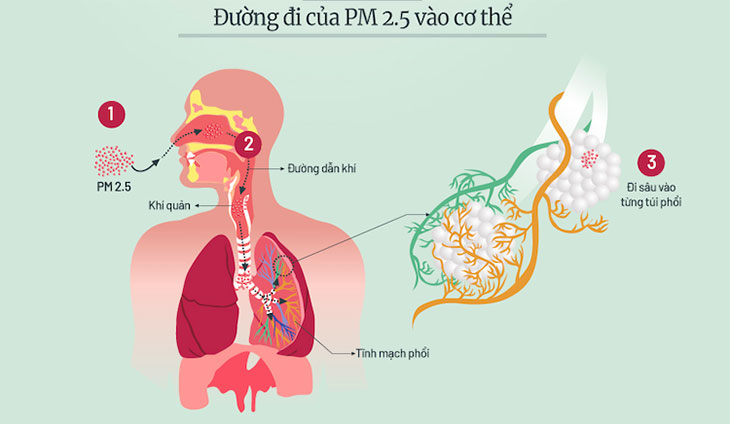 Đường đi của PM 2.5 vào cơ thể
1
PM 2.5
2
Đường dẫn khí
Khí quản
3
Đi sâu vào
từng túi phổi
Tĩnh mạch phổi